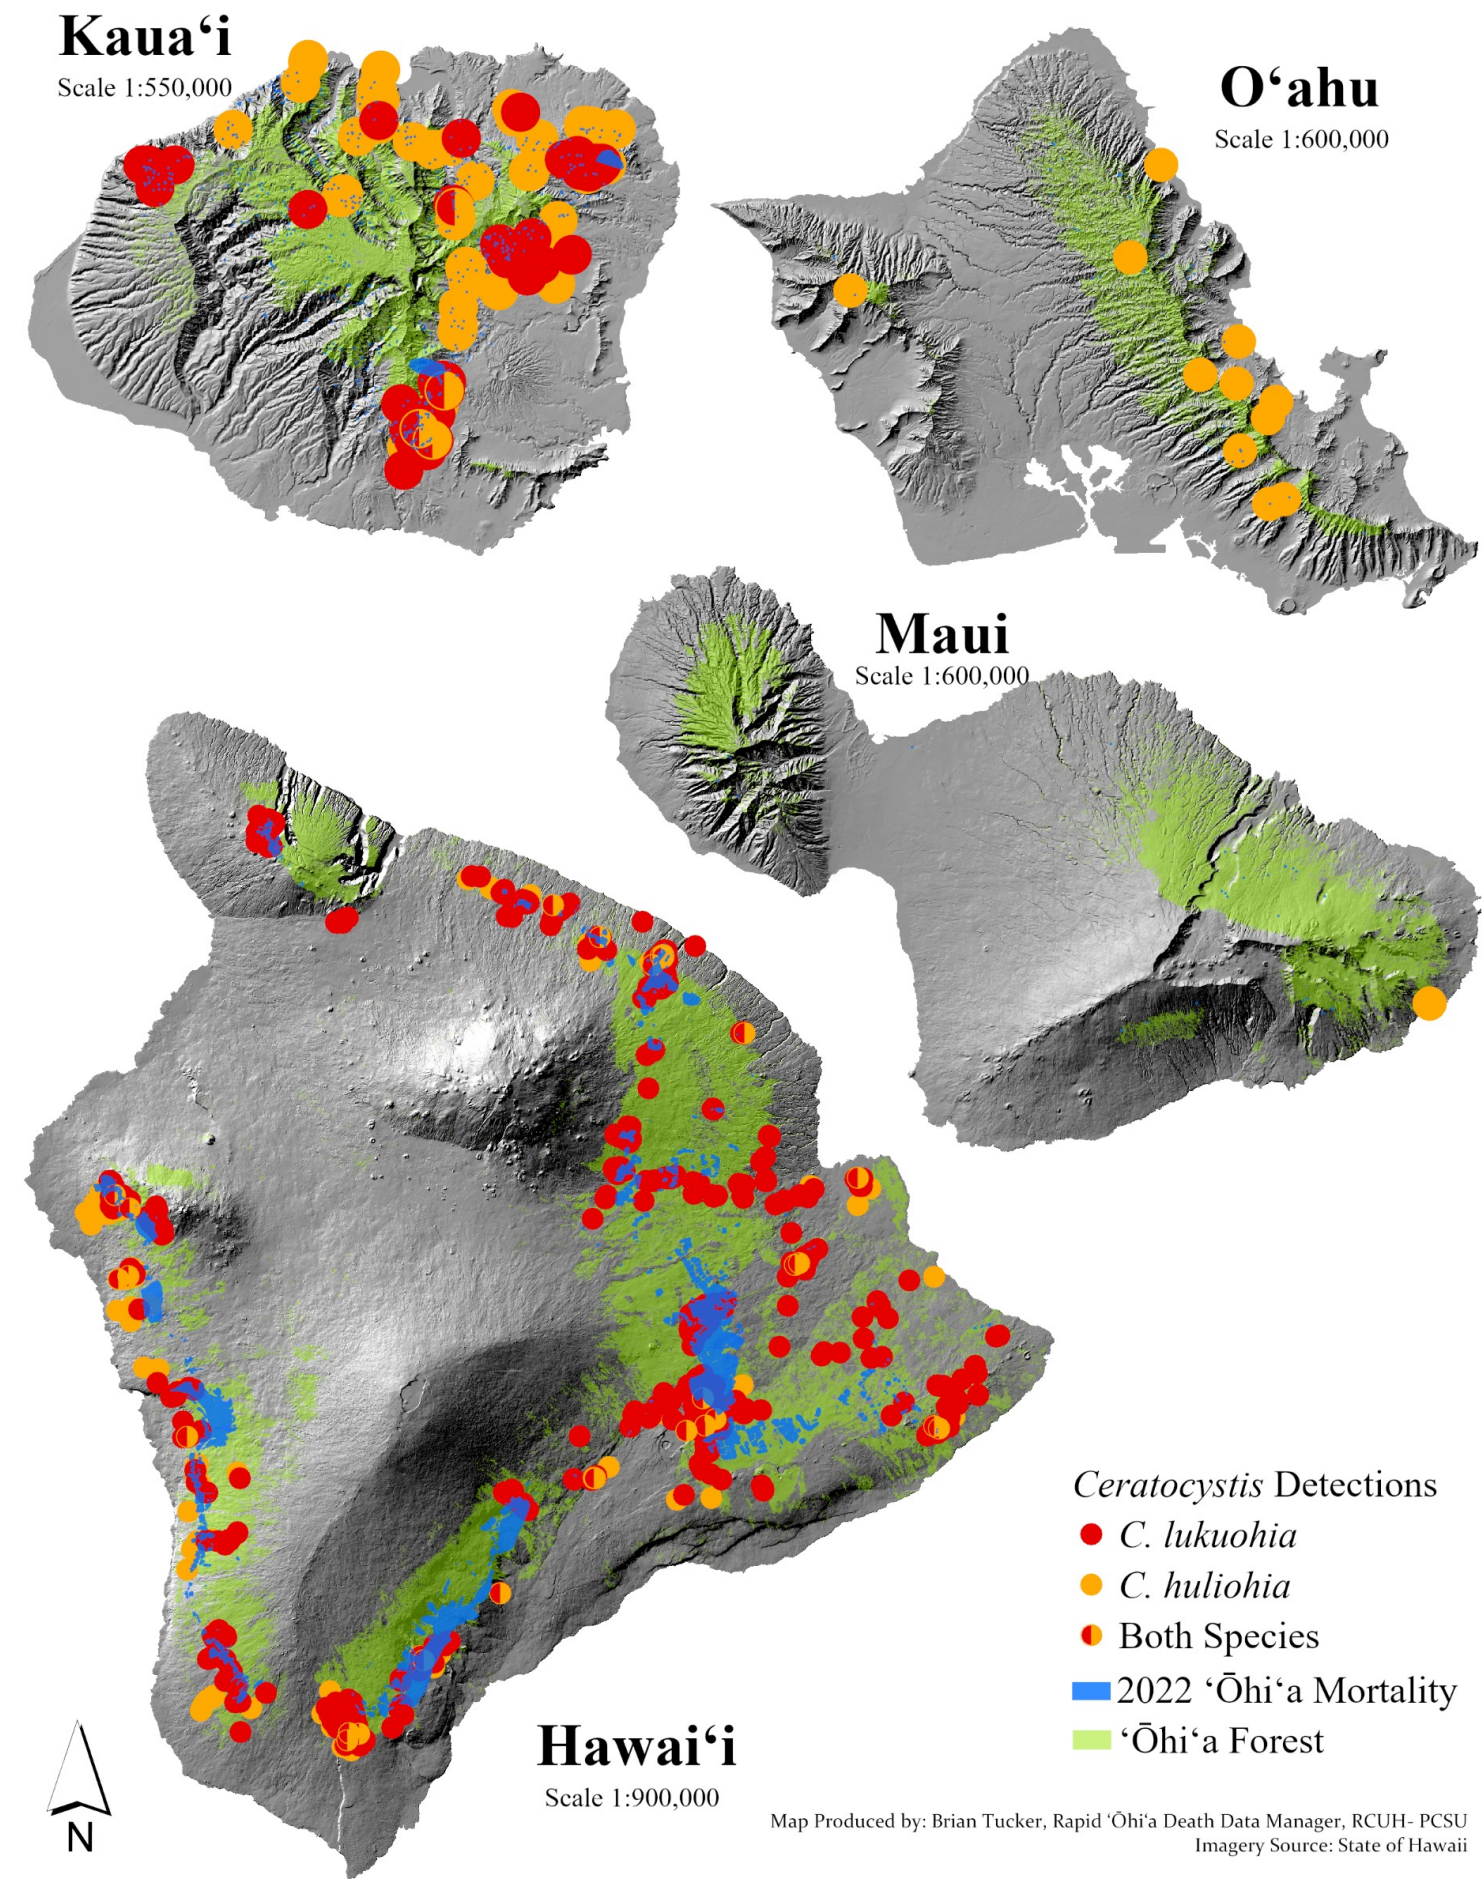 Kauaʻi
Scale 1:550,000
Oʻahu
Scale 1:600,000
Maui
Scale 1:600,000
Ceratocystis Detections
C. lukuohia
C. huliohia
Both Species
2022 ʻŌhiʻa Mortality
ʻŌhiʻa Forest
Hawaiʻi
Scale 1:900,000
N
Map Produced by: Brian Tucker, Rapid ʻŌhiʻa Death Data Manager, RCUH- PCSU
Imagery Source: State of Hawaii